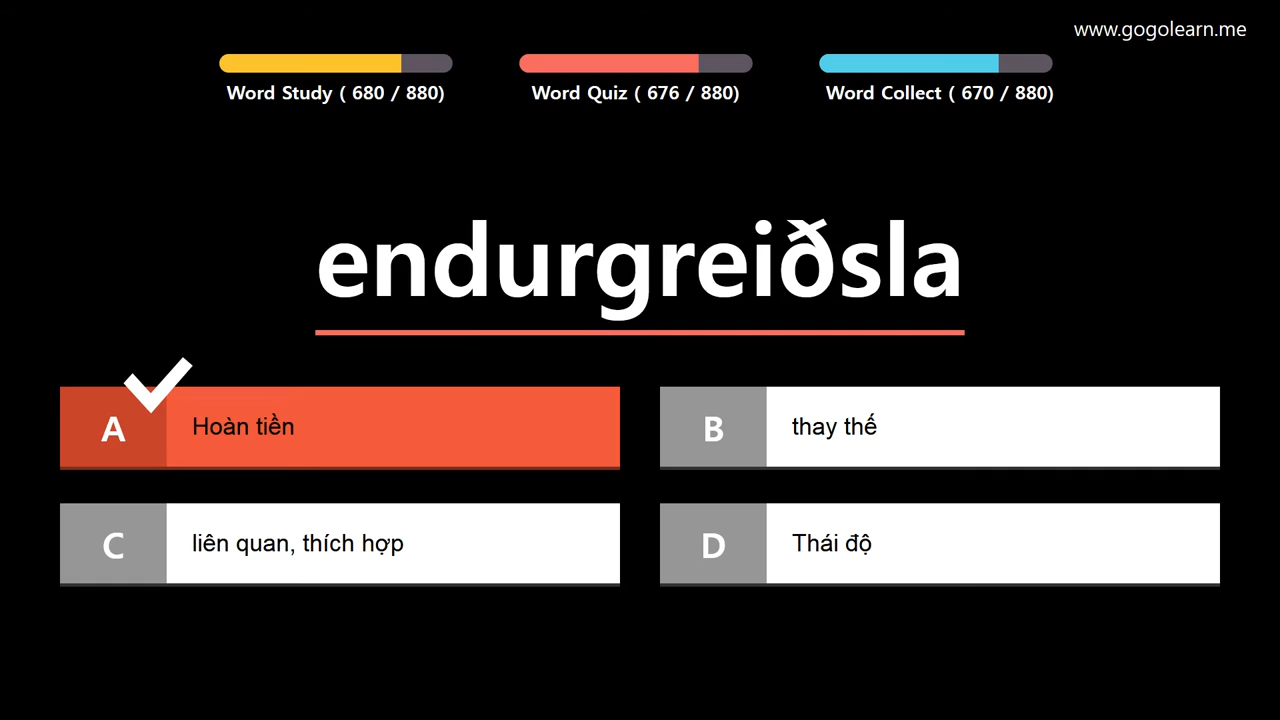 www.gogolearn.me
Word Study ( 680 / 880)
Word Quiz ( 676 / 880)
Word Collect ( 670 / 880)
endurgreiðsla
A
Hoàn tiền
B
thay thế
C
liên quan, thích hợp
D
Thái độ